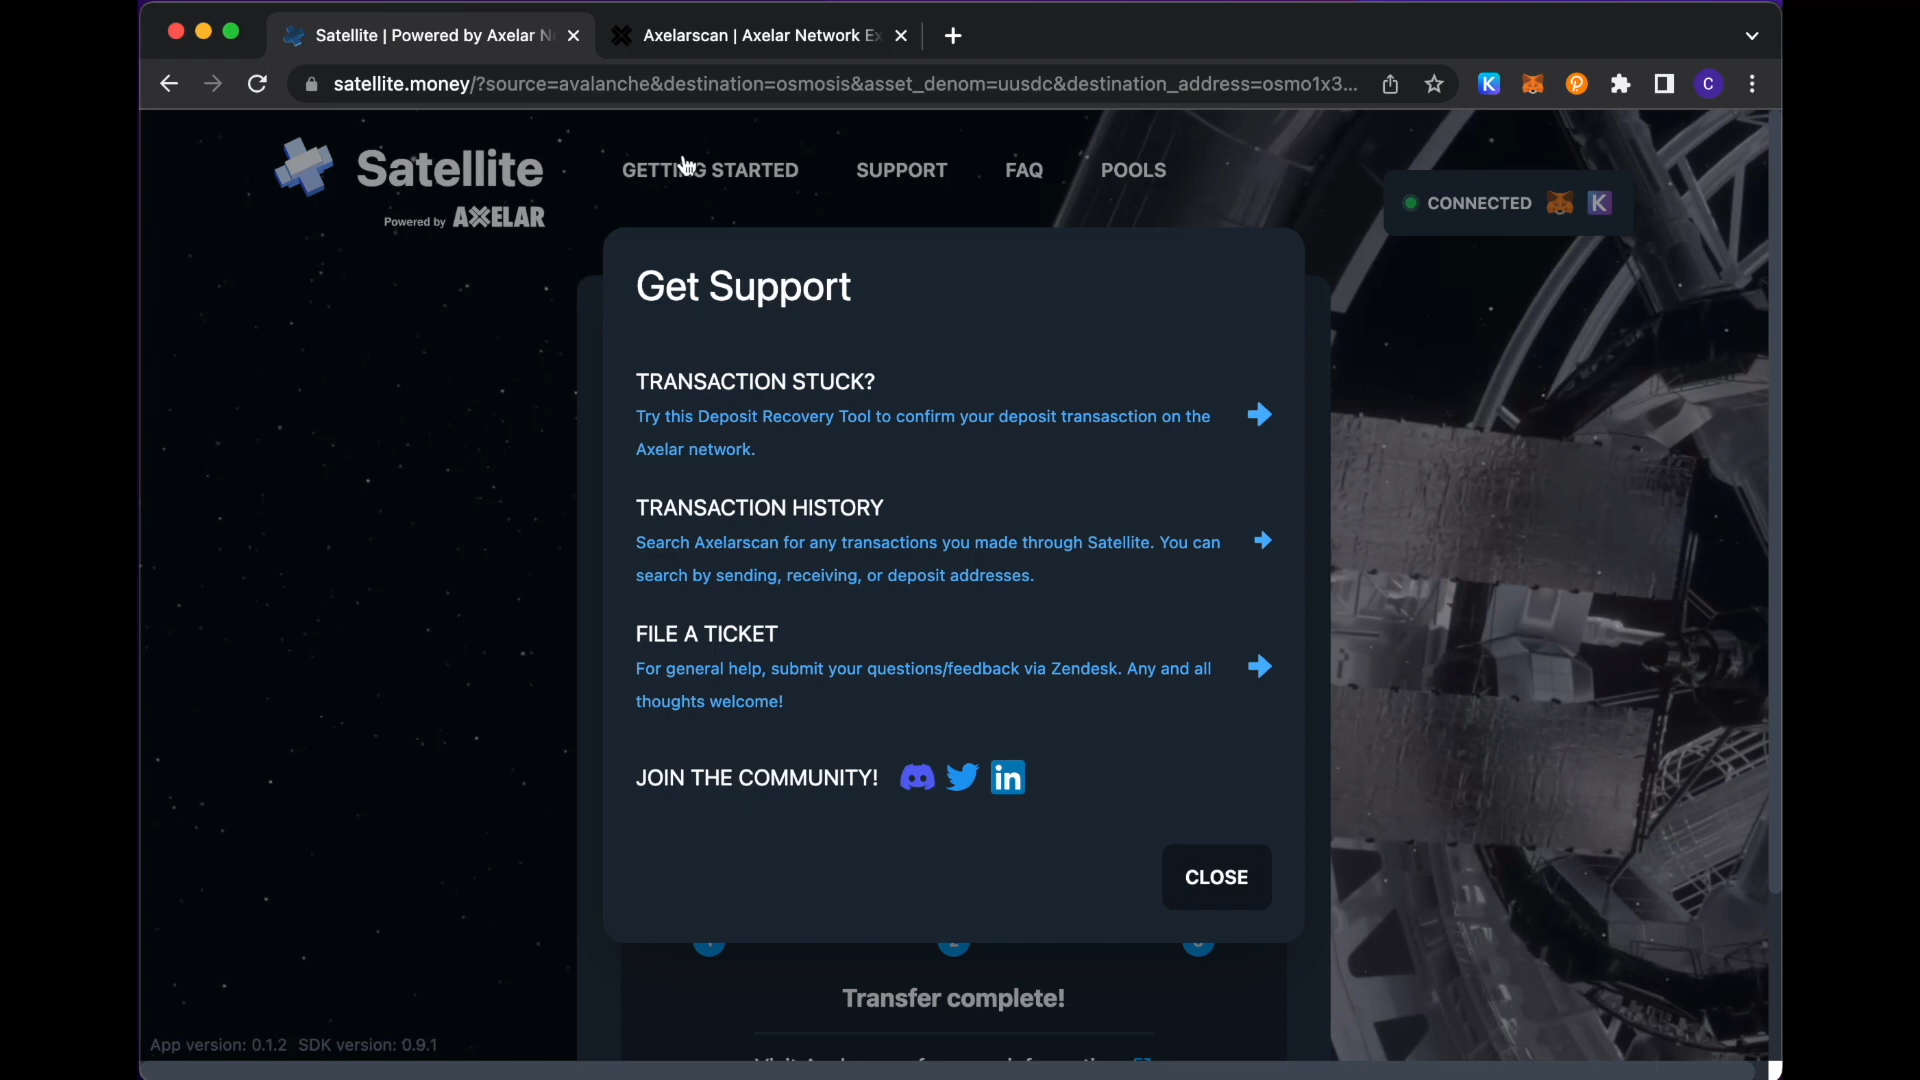 Satellite | Powered by Axelar N
Axelarscan | Axelar Network Ex
satellite.money/?source=avalanche&destination=osmosis&asset_denom=uusdc&destination_address=osmo1x3...
K
C
Satellite
Powered by AXELAR
GETTING STARTED
SUPPORT
FAQ
POOLS
CONNECTED
K
Get Support
TRANSACTION STUCK?
Try this Deposit Recovery Tool to confirm your deposit transasction on the
Axelar network.
TRANSACTION HISTORY
Search Axelarscan for any transactions you made through Satellite. You can
search by sending, receiving, or deposit addresses.
FILE A TICKET
For general help, submit your questions/feedback via Zendesk. Any and all
thoughts welcome!
JOIN THE COMMUNITY!
in
CLOSE
Transfer complete!
App version: 0.1.2 SDK version: 0.9.1